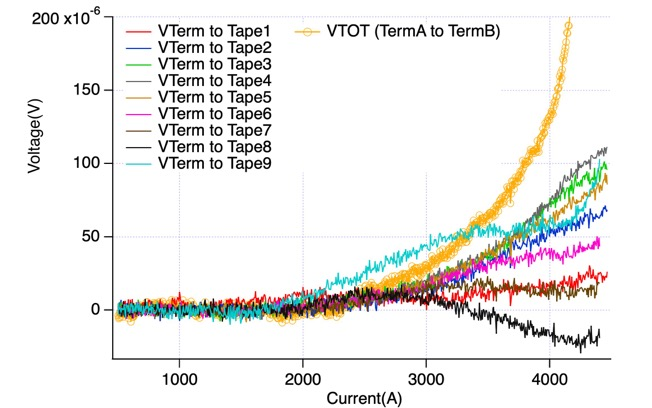 200 x10-6
VTerm to Tape1
VTOT (TermA to TermB)
VTerm to Tape2
VTerm to Tape3
VTerm to Tape4
VTerm to Tape5
VTerm to Tape6
VTerm to Tape7
VTerm to Tape8
VTerm to Tape9
150
100
50
0
Voltage(V)
1000 2000 3000 4000
Current(A)